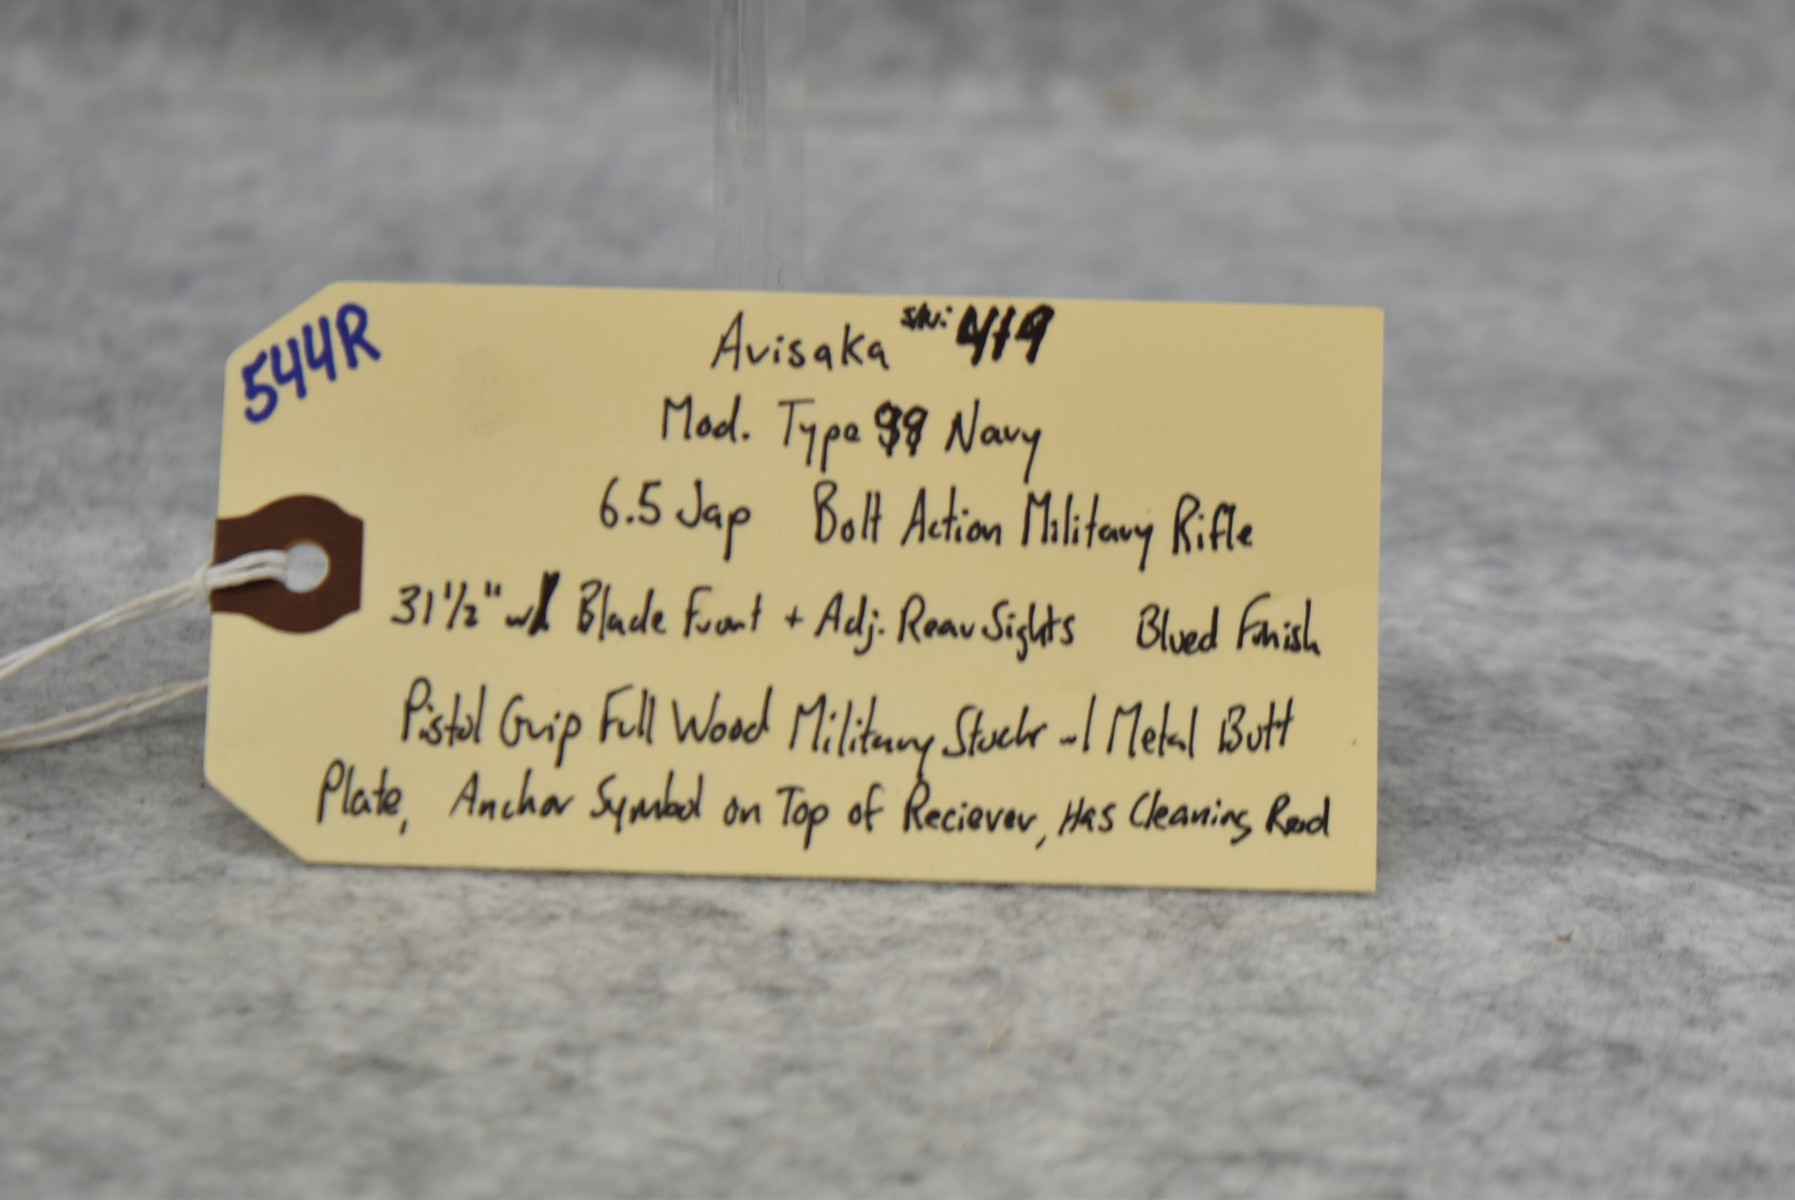 544R
Arisaka S/N: 419
Mod. Type 99 Navy
6.5 Jap Bolt Action Military Rifle
31 1/2" w/ Blade Front + Adj. Rear Sights Blued Finish
Pistol Grip Full Wood Military Stock w/ Metal Butt
Plate, Anchor Symbol on Top of Reciever, Has Cleaning Rod